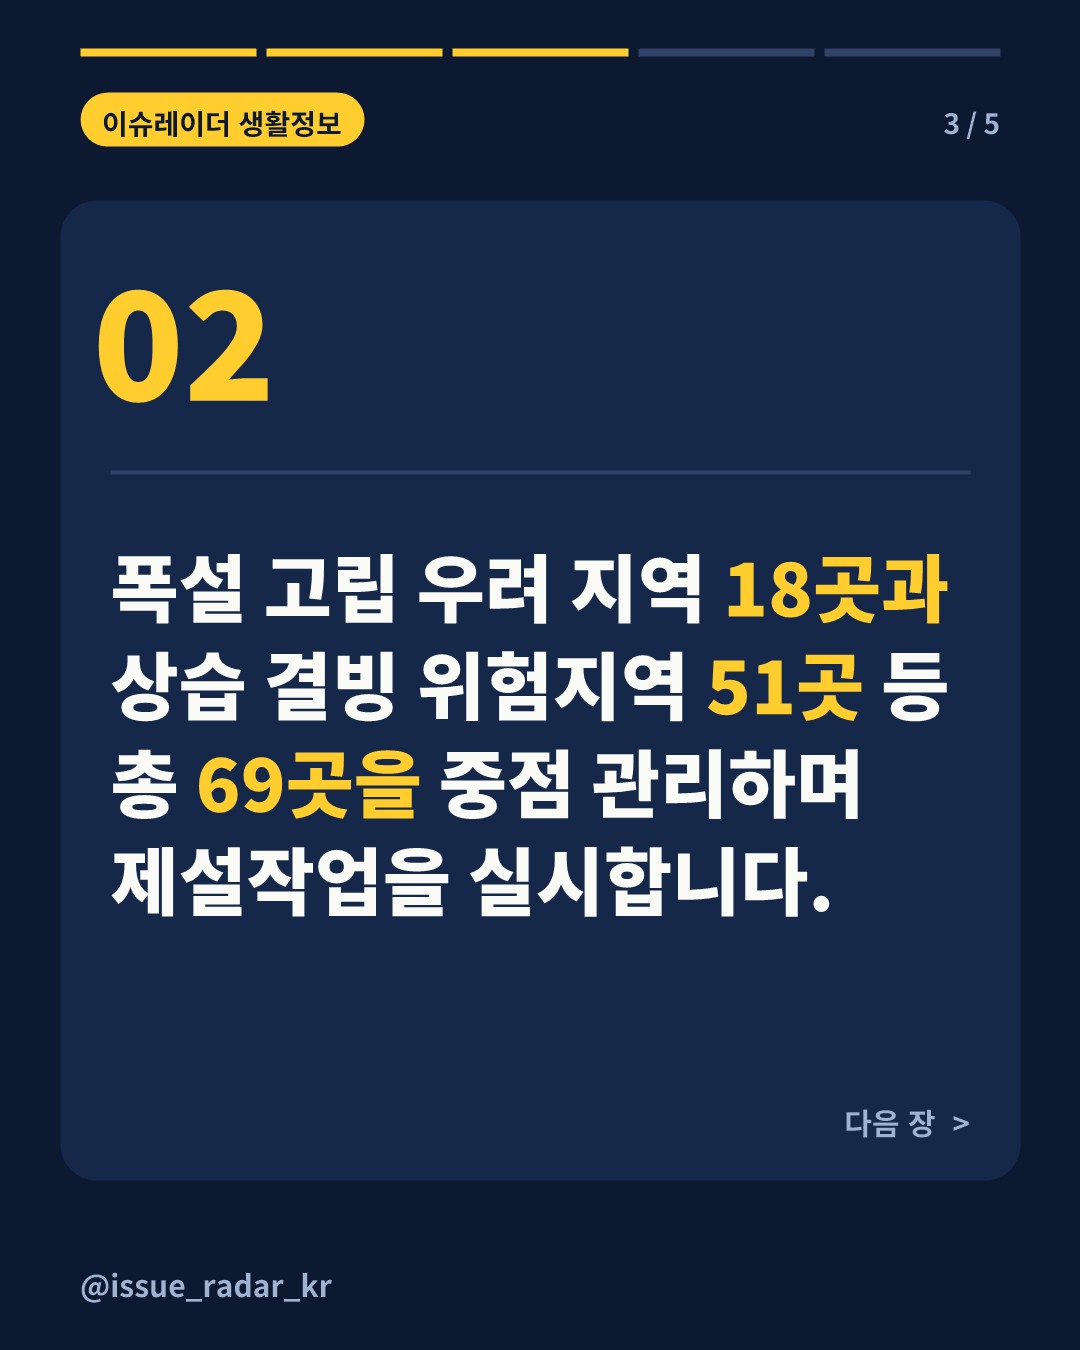 이슈레이더 생활정보
3 / 5
02
폭설 고립 우려 지역 18곳과
상습 결빙 위험지역 51곳 등
총 69곳을 중점 관리하며
제설작업을 실시합니다.
다음 장 >
@issue_radar_kr